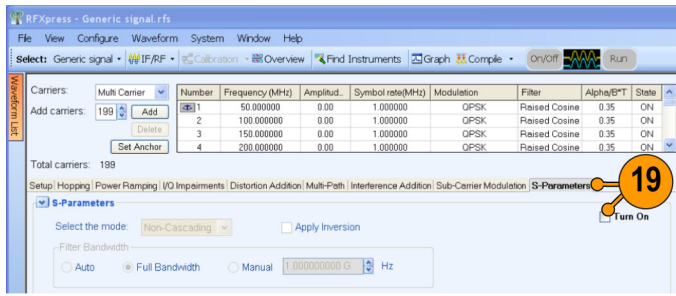 RFXpress - Generic signal.rfs
File View Configure Waveform System Window Help
Select: Generic signal IF/RF Calibration Overview Find Instruments Graph Compile On/Off Run
Waveform List
Carriers: Multi Carrier
Add carriers: 199 Add
Delete
Set Anchor
Total carriers: 199
Number Frequency (MHz) Amplitud.. Symbol rate(MHz) Modulation Filter Alpha/B*T State
1 50.000000 0.00 1.000000 QPSK Raised Cosine 0.35 ON
2 100.000000 0.00 1.000000 QPSK Raised Cosine 0.35 ON
3 150.000000 0.00 1.000000 QPSK Raised Cosine 0.35 ON
4 200.000000 0.00 1.000000 QPSK Raised Cosine 0.35 ON
Setup Hopping Power Ramping I/Q Impairments Distortion Addition Multi-Path Interference Addition Sub-Carrier Modulation S-Parameters
19
S-Parameters
Turn On
Select the mode: Non-Cascading Apply Inversion
Filter Bandwidth
Auto Full Bandwidth Manual 1.000000000 G Hz